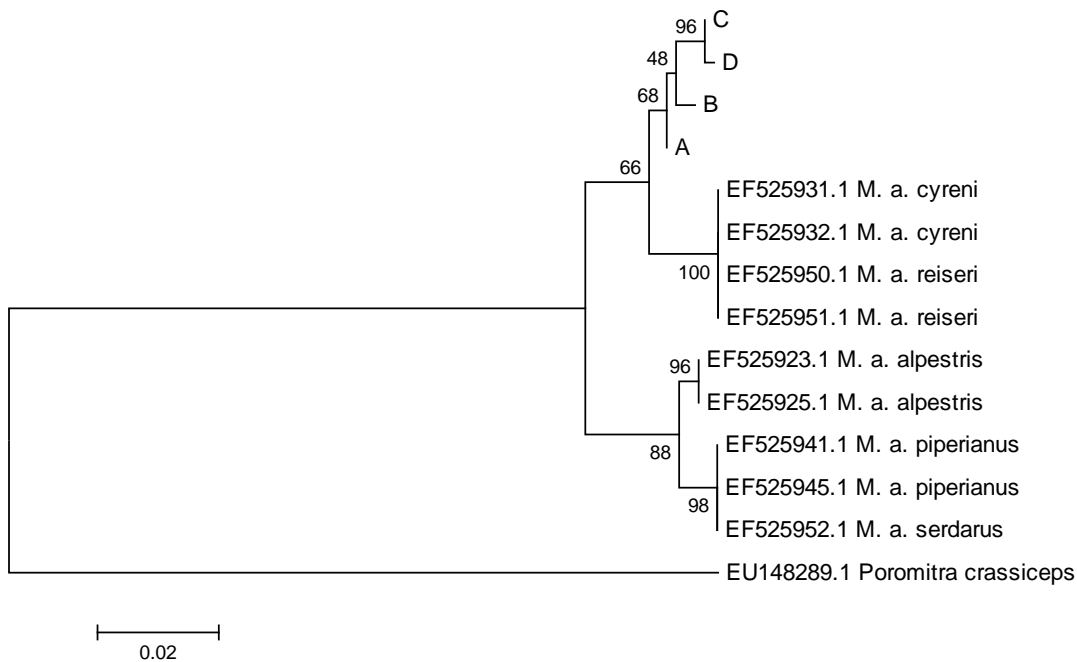 96
C
48
D
68
B
A
66
EF525931.1 M. a. cyreni
EF525932.1 M. a. cyreni
100
EF525950.1 M. a. reiseri
EF525951.1 M. a. reiseri
96
EF525923.1 M. a. alpestris
EF525925.1 M. a. alpestris
88
EF525941.1 M. a. piperianus
EF525945.1 M. a. piperianus
98
EF525952.1 M. a. serdarus
EU148289.1 Poromitra crassiceps
0.02